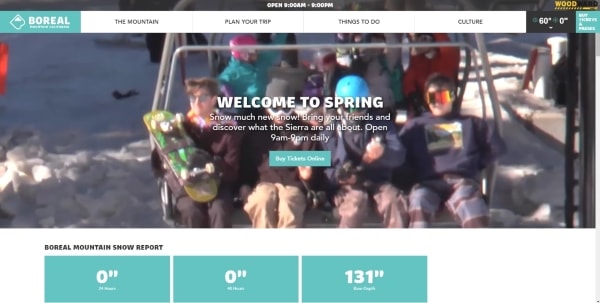 OPEN 9:00AM - 9:00PM
WOOD
BOREAL
MOUNTAIN CALIFORNIA
THE MOUNTAIN
PLAN YOUR TRIP
THINGS TO DO
CULTURE
60° 0"
BUY
TICKETS
&
PASSES
WELCOME TO SPRING
Snow much new snow! Bring your friends and
discover what the Sierra are all about. Open
9am-9pm daily
Buy Tickets Online
BOREAL MOUNTAIN SNOW REPORT
0" 0" 131"
Hours Hours Base Depth